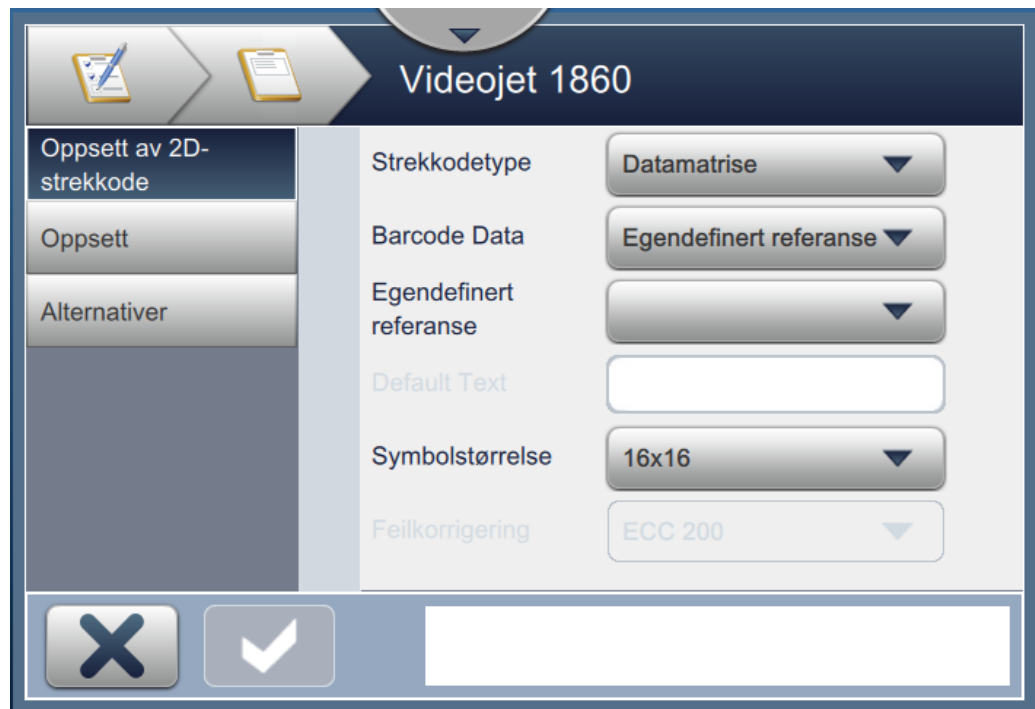 Videojet 1860
Oppsett av 2D-
strekkode
Oppsett
Alternativer
Strekkodetype
Datamatrise
Barcode Data
Egendefinert referanse
Egendefinert
referanse
Default Text
Symbolstørrelse
16x16
Feilkorrigering
ECC 200